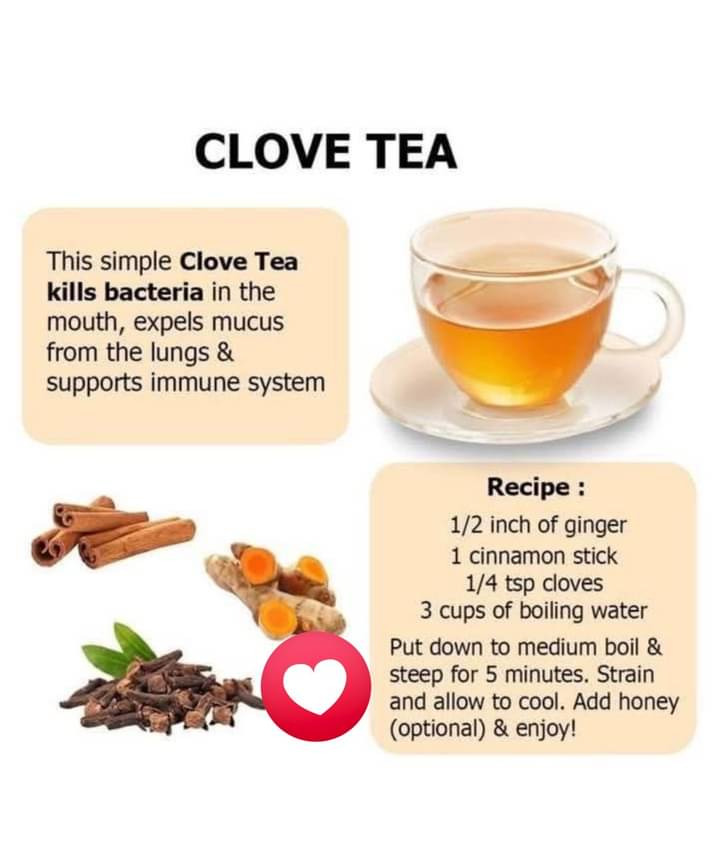 CLOVE TEA
This simple Clove Tea
kills bacteria in the
mouth, expels mucus
from the lungs &
supports immune system
Recipe :
1/2 inch of ginger
1 cinnamon stick
1/4 tsp cloves
3 cups of boiling water
Put down to medium boil &
steep for 5 minutes. Strain
and allow to cool. Add honey
(optional) & enjoy!